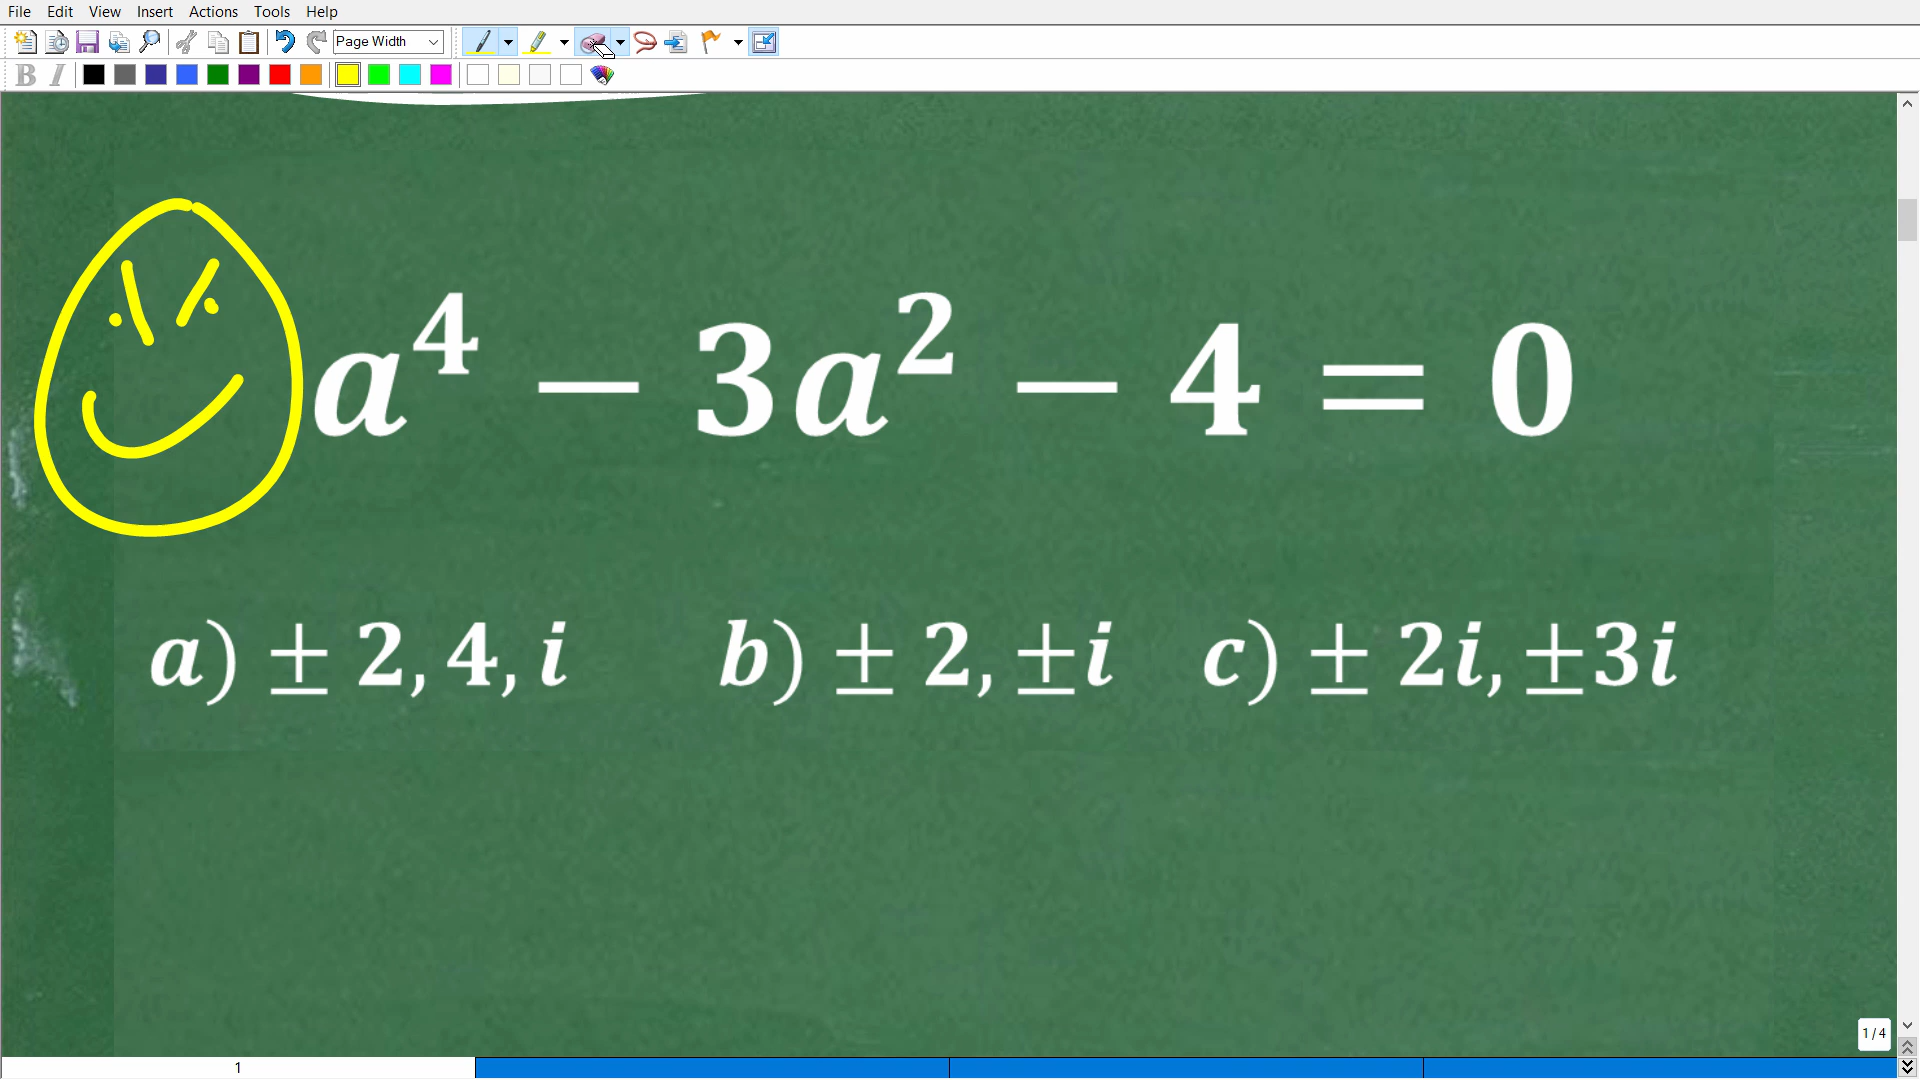 File Edit View Insert Actions Tools Help
Page Width
B I
a⁴ − 3a² − 4 = 0
a) ± 2, 4, i b) ± 2, ±i c) ± 2i, ±3i
1 / 4
1